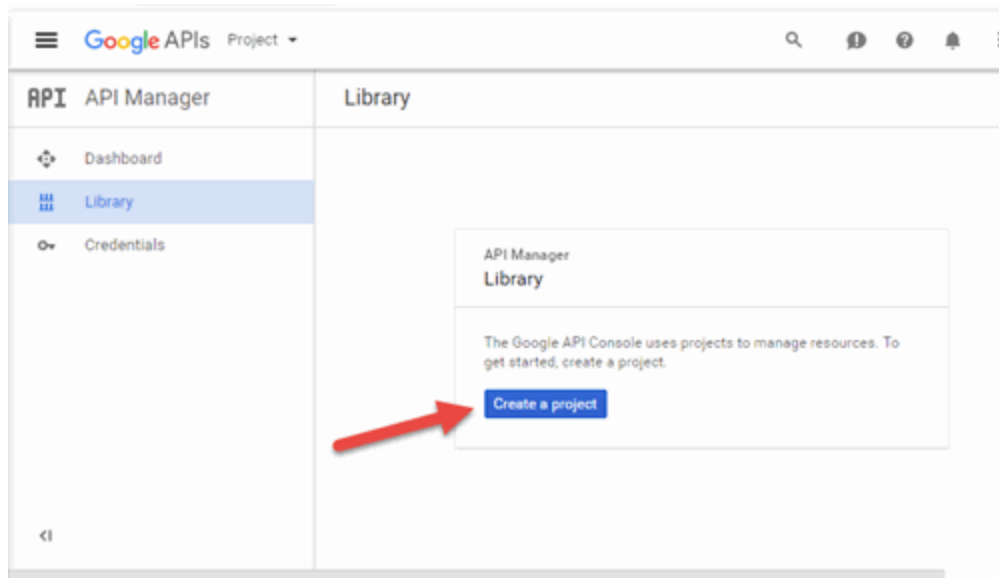 Google APIs Project
API API Manager
Library
Dashboard
Library
Credentials
API Manager
Library
The Google API Console uses projects to manage resources. To
get started, create a project.
Create a project